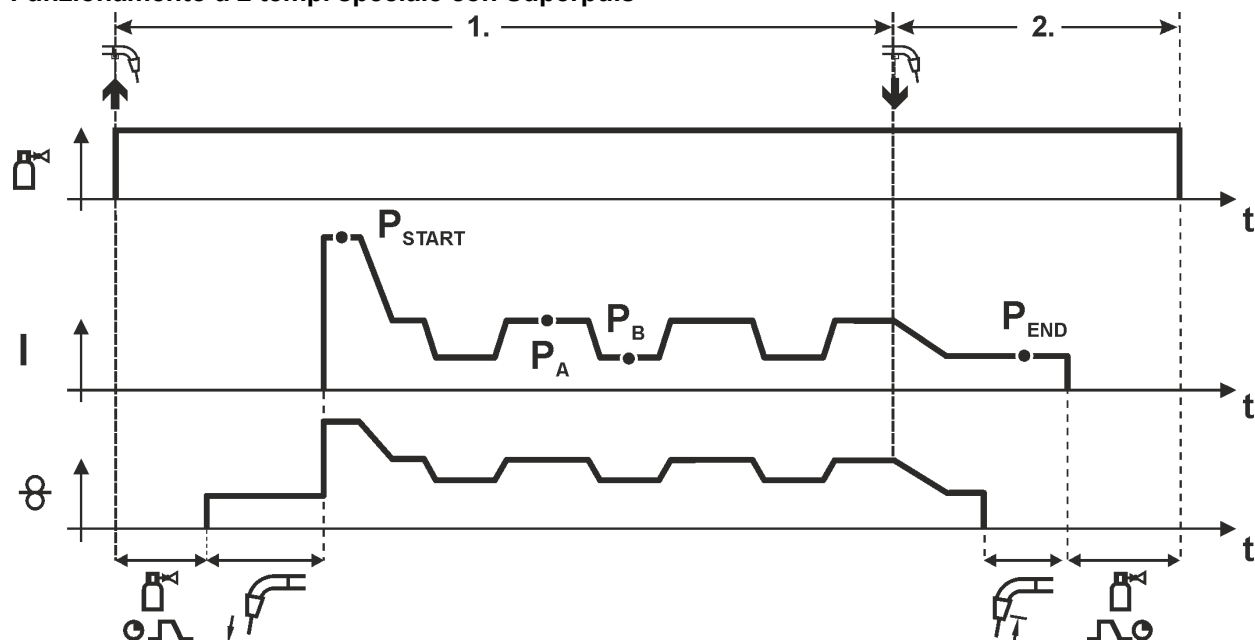 Funzionamento a 2 tempi speciale con Superpuls
1.
2.
t
P START
I
P A
P B
P END
t
t